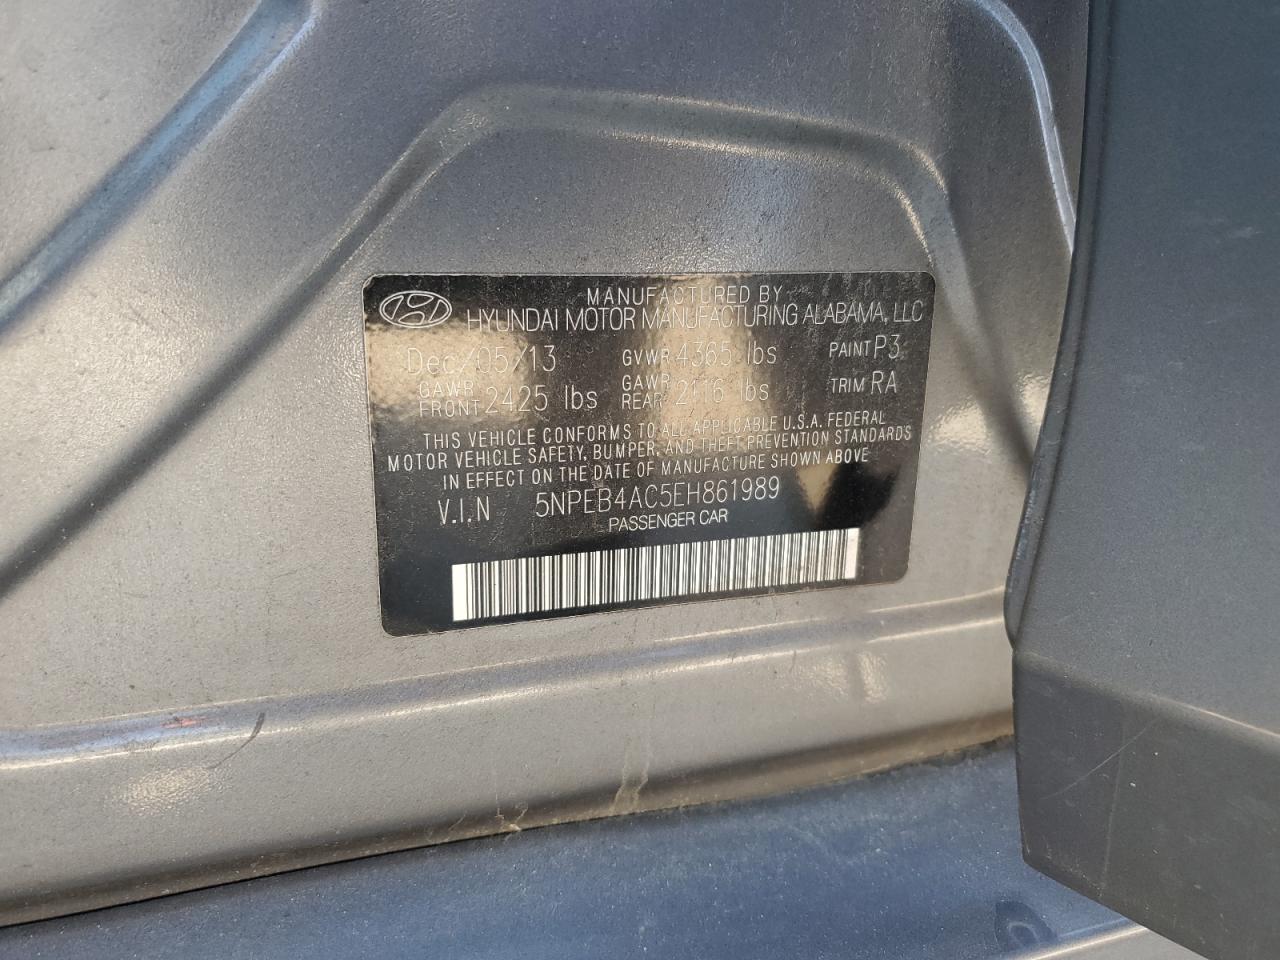 MANUFACTURED BY
HYUNDAI MOTOR MANUFACTURING ALABAMA, LLC
Dec/05/13 GVWR 4365 lbs PAINT P3
GAWR FRONT 2425 lbs GAWR REAR 2116 lbs TRIM RA
THIS VEHICLE CONFORMS TO ALL APPLICABLE U.S.A. FEDERAL
MOTOR VEHICLE SAFETY, BUMPER, AND THEFT PREVENTION STANDARDS
IN EFFECT ON THE DATE OF MANUFACTURE SHOWN ABOVE
V.I.N 5NPEB4AC5EH861989
PASSENGER CAR